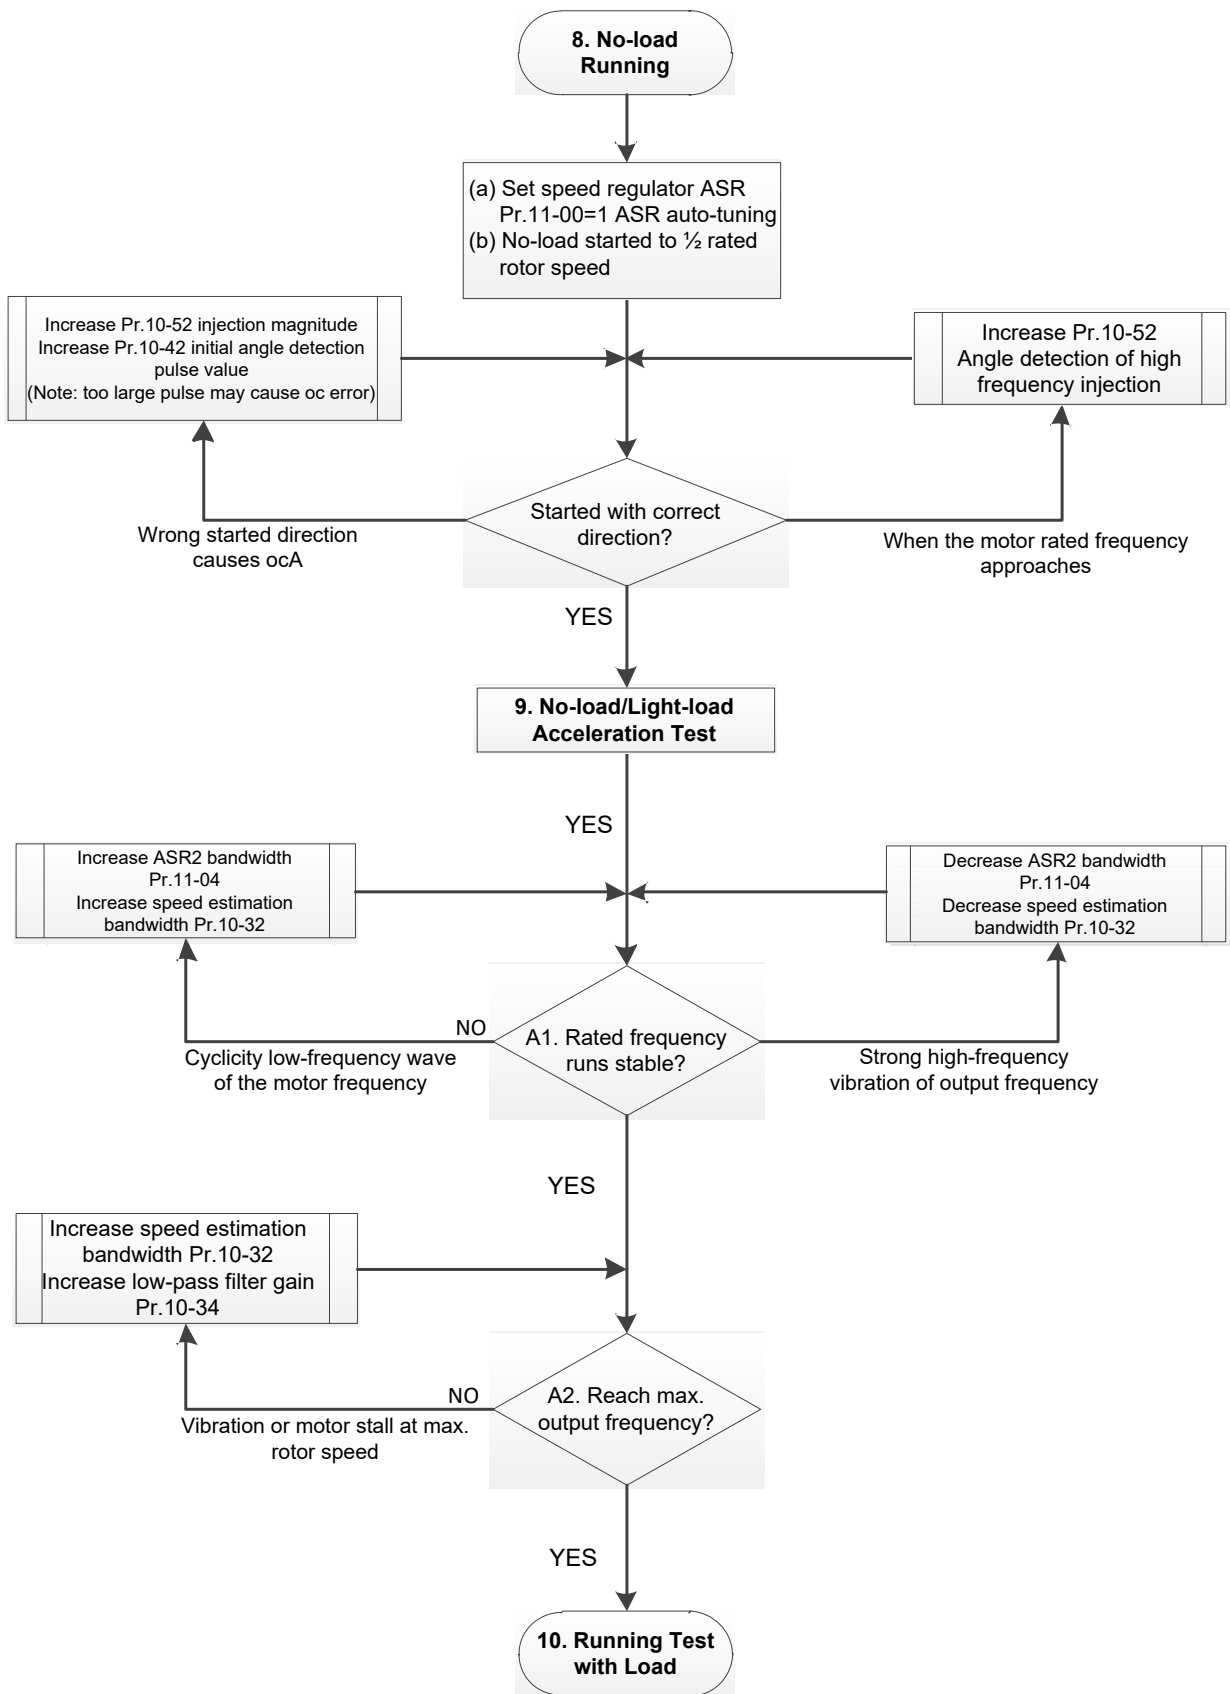 8. No-load
Running
(a) Set speed regulator ASR
Pr.11-00=1 ASR auto-tuning
(b) No-load started to ½ rated
rotor speed
Increase Pr.10-52 injection magnitude
Increase Pr.10-42 initial angle detection
pulse value
(Note: too large pulse may cause oc error)
Increase Pr.10-52
Angle detection of high
frequency injection
Started with correct
direction?
Wrong started direction
causes ocA
When the motor rated frequency
approaches
YES
9. No-load/Light-load
Acceleration Test
YES
Increase ASR2 bandwidth
Pr.11-04
Increase speed estimation
bandwidth Pr.10-32
Decrease ASR2 bandwidth
Pr.11-04
Decrease speed estimation
bandwidth Pr.10-32
A1. Rated frequency
runs stable?
NO
Cyclicity low-frequency wave
of the motor frequency
Strong high-frequency
vibration of output frequency
YES
Increase speed estimation
bandwidth Pr.10-32
Increase low-pass filter gain
Pr.10-34
A2. Reach max.
output frequency?
NO
Vibration or motor stall at max.
rotor speed
YES
10. Running Test
with Load